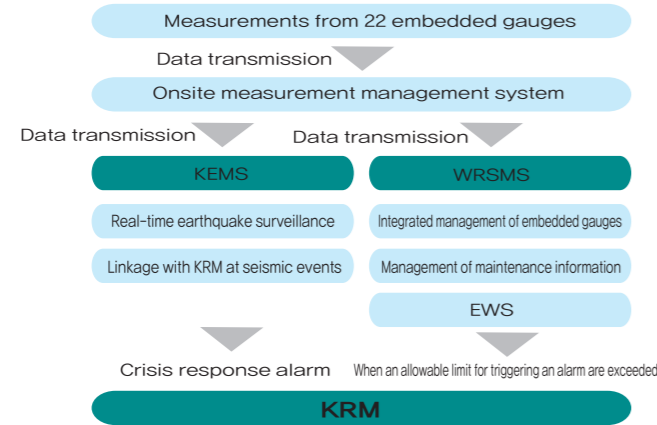 Measurements from 22 embedded gauges
Data transmission
Onsite measurement management system
Data transmission
Data transmission
KEMS
WRSMS
Real-time earthquake surveillance
Integrated management of embedded gauges
Linkage with KRM at seismic events
Management of maintenance information
EWS
Crisis response alarm
When an allowable limit for triggering an alarm are exceeded
KRM